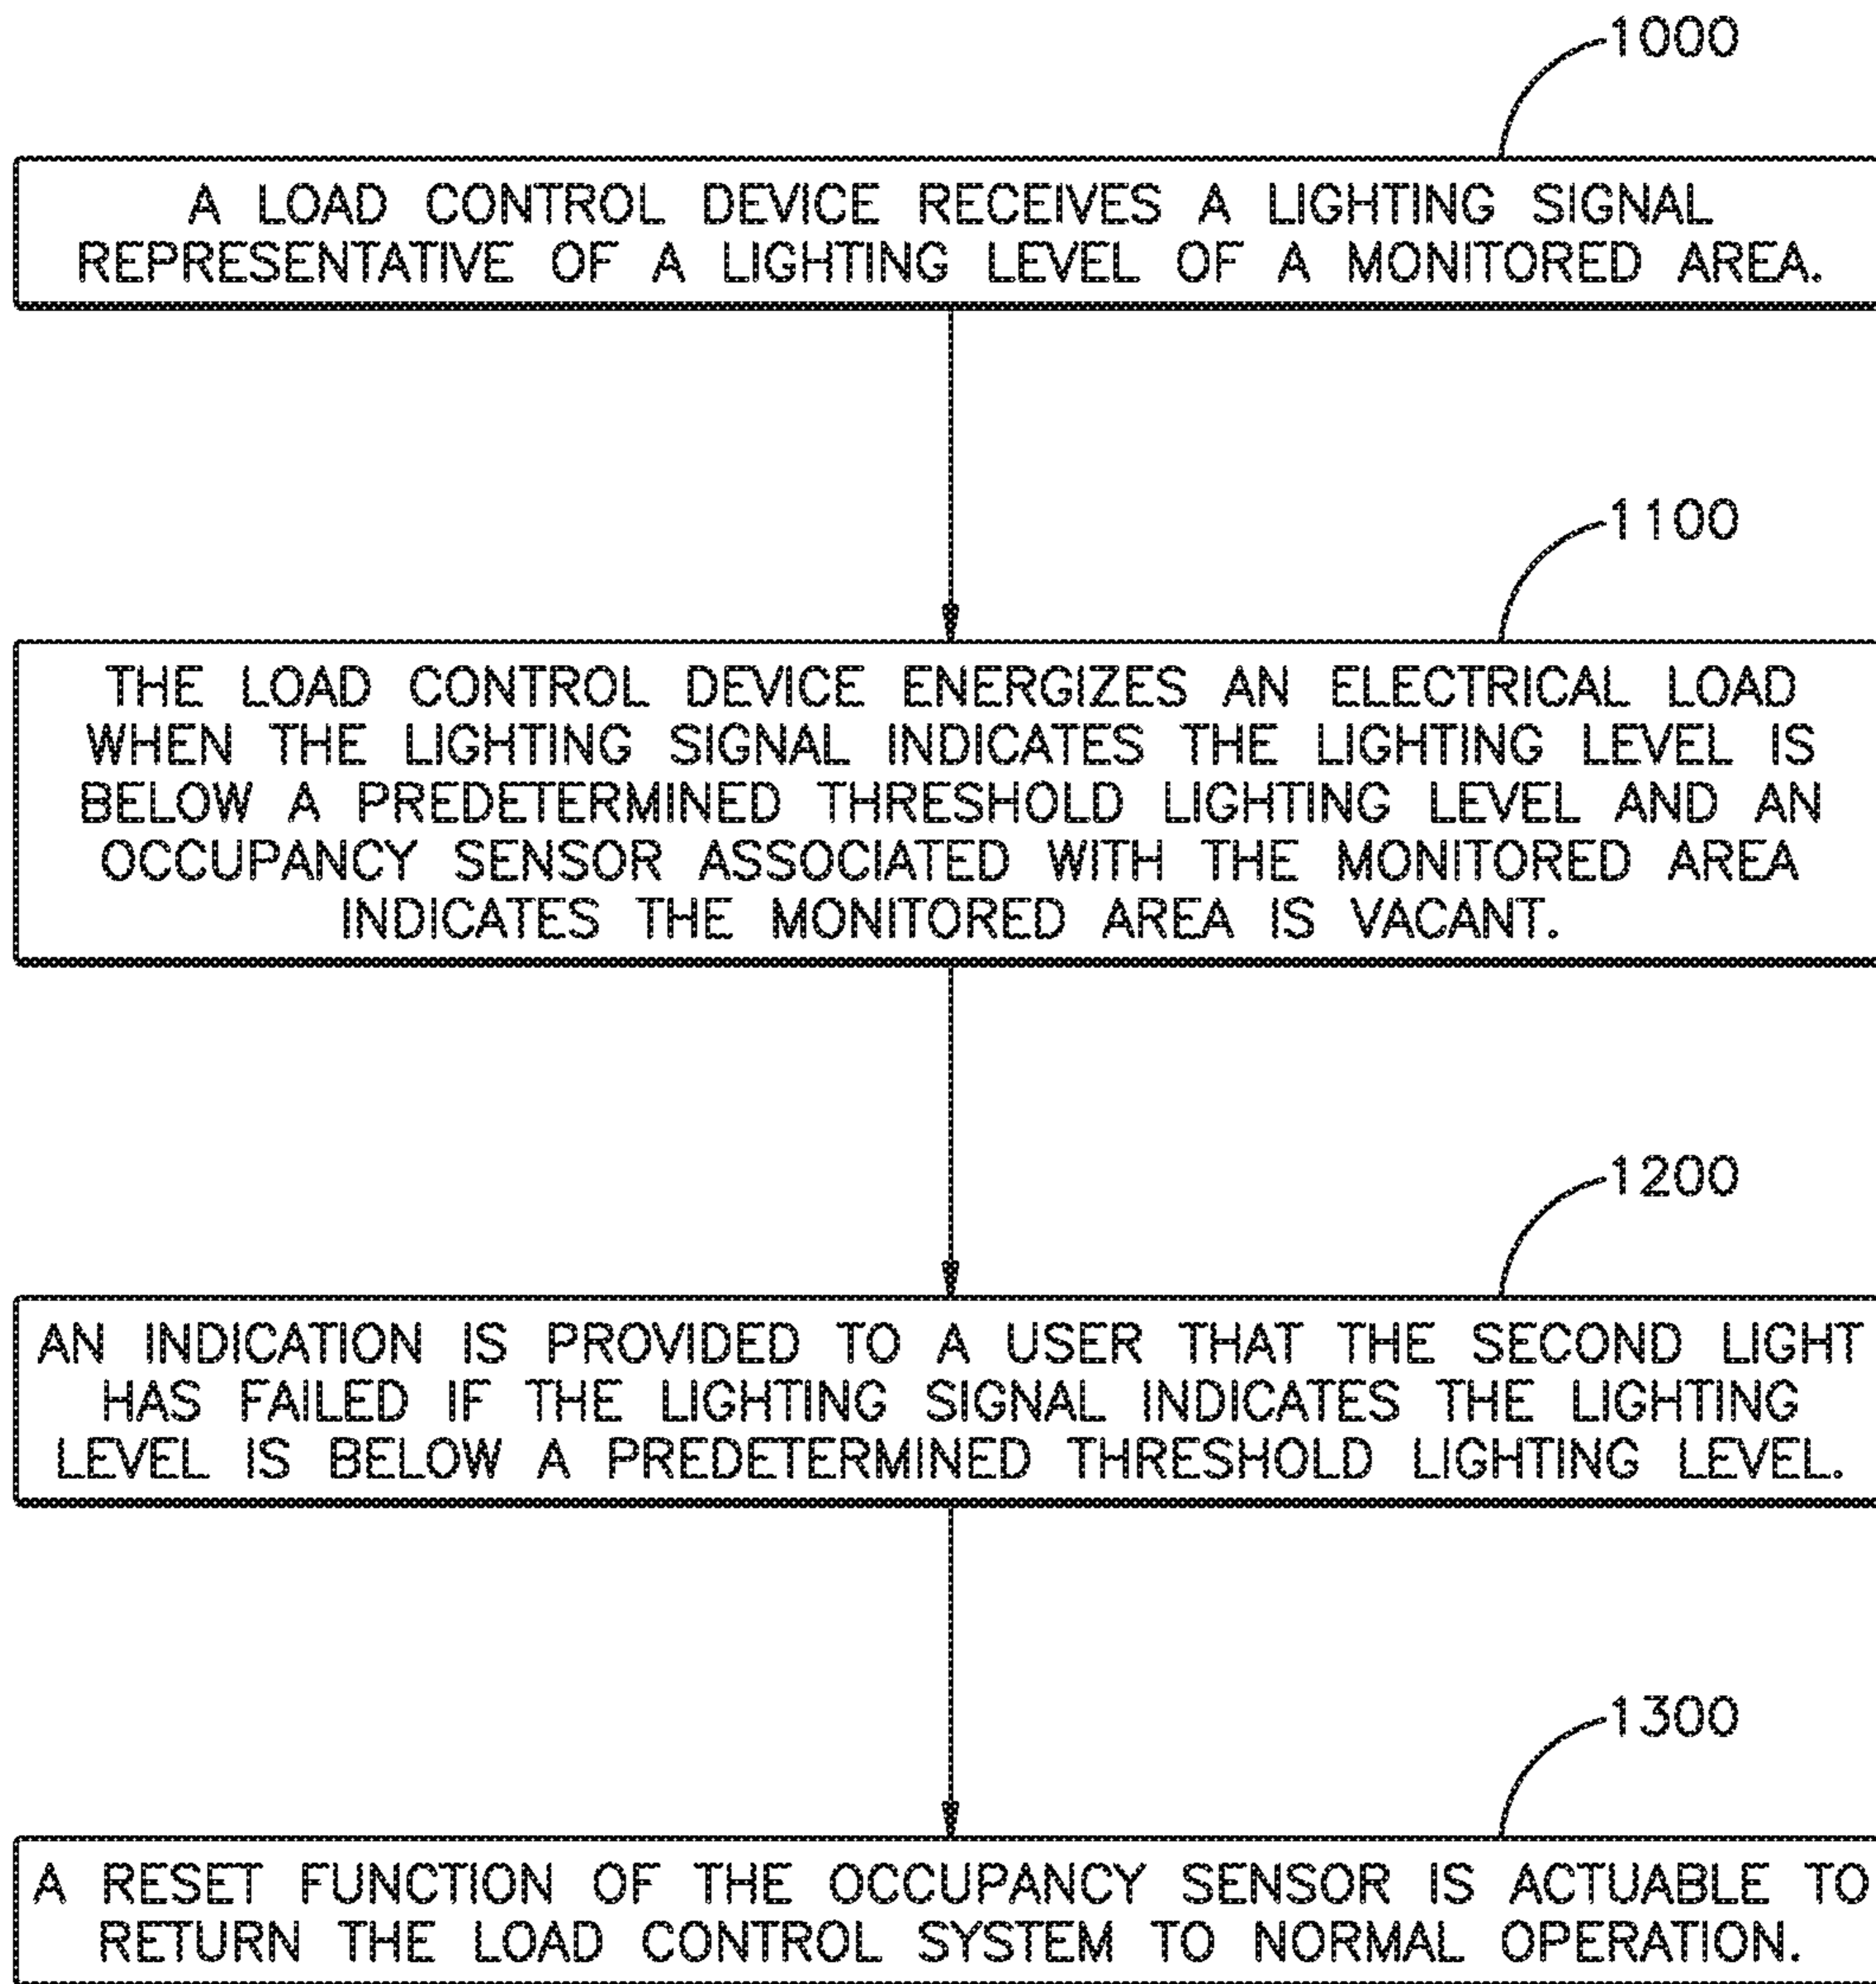 1000
A LOAD CONTROL DEVICE RECEIVES A LIGHTING SIGNAL
REPRESENTATIVE OF A LIGHTING LEVEL OF A MONITORED AREA.
1100
THE LOAD CONTROL DEVICE ENERGIZES AN ELECTRICAL LOAD
WHEN THE LIGHTING SIGNAL INDICATES THE LIGHTING LEVEL IS
BELOW A PREDETERMINED THRESHOLD LIGHTING LEVEL AND AN
OCCUPANCY SENSOR ASSOCIATED WITH THE MONITORED AREA
INDICATES THE MONITORED AREA IS VACANT.
1200
AN INDICATION IS PROVIDED TO A USER THAT THE SECOND LIGHT
HAS FAILED IF THE LIGHTING SIGNAL INDICATES THE LIGHTING
LEVEL IS BELOW A PREDETERMINED THRESHOLD LIGHTING LEVEL.
1300
A RESET FUNCTION OF THE OCCUPANCY SENSOR IS ACTUABLE TO
RETURN THE LOAD CONTROL SYSTEM TO NORMAL OPERATION.